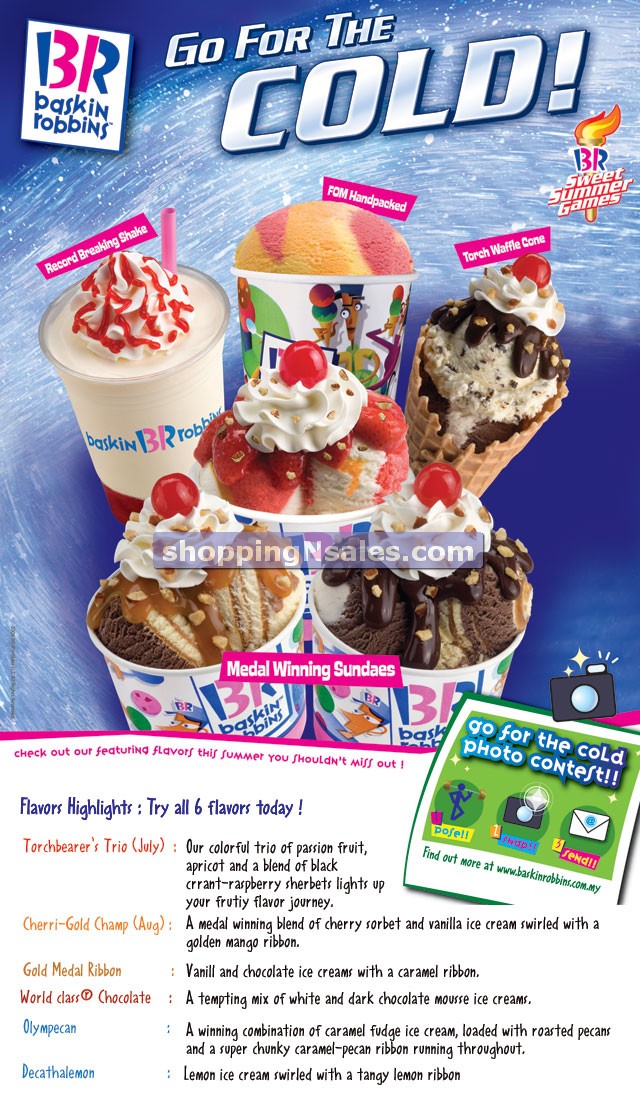 BR
baskin
robbins™
GO FOR THE
COLD!
BR
Sweet
Summer
Games
FOM Handpacked
Record Breaking Shake
Torch Waffle Cone
baskin BR robbins
shoppingNsales.com
Medal Winning Sundaes
BR
baskin
robbins
BR
baskin
robbins
check out our featuring flavors this summer you shouldn't miss out !
go for the cold
photo contest!!
1 pose!!
snap!!
3 send!!
Find out more at www.baskinrobbins.com.my
Flavors Highlights : Try all 6 flavors today !
Torchbearer's Trio (July) : Our colorful trio of passion fruit,
apricot and a blend of black
crrant-raspberry sherbets lights up
your frutiy flavor journey.
Cherri-Gold Champ (Aug) : A medal winning blend of cherry sorbet and vanilla ice cream swirled with a
golden mango ribbon.
Gold Medal Ribbon : Vanill and chocolate ice creams with a caramel ribbon.
World class® Chocolate : A tempting mix of white and dark chocolate mousse ice creams.
Olympecan : A winning combination of caramel fudge ice cream, loaded with roasted pecans
and a super chunky caramel-pecan ribbon running throughout.
Decathalemon : Lemon ice cream swirled with a tangy lemon ribbon